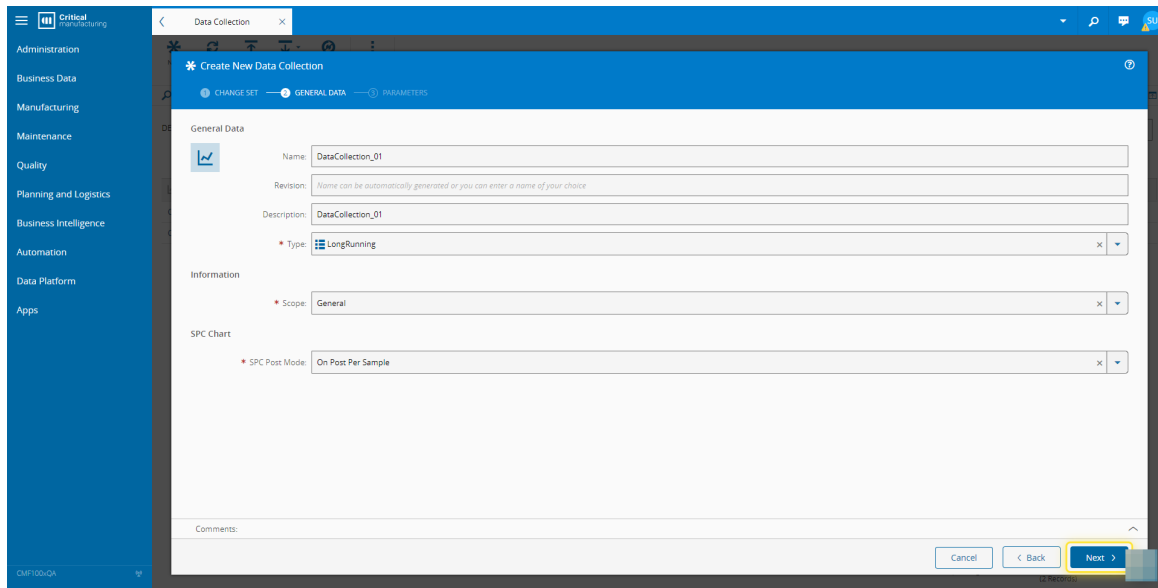 Critical
manufacturing
Data Collection
SU
Administration
Business Data
Manufacturing
Maintenance
Quality
Planning and Logistics
Business Intelligence
Automation
Data Platform
Apps
CMF100xQA
Create New Data Collection
1 CHANGE SET 2 GENERAL DATA 3 PARAMETERS
General Data
Name: DataCollection_01
Revision: Name can be automatically generated or you can enter a name of your choice
Description: DataCollection_01
* Type: LongRunning
Information
* Scope: General
SPC Chart
* SPC Post Mode: On Post Per Sample
Comments:
Cancel
Back
Next
(2 Records)